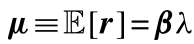 μ ≡ 𝔼[r] = βλ